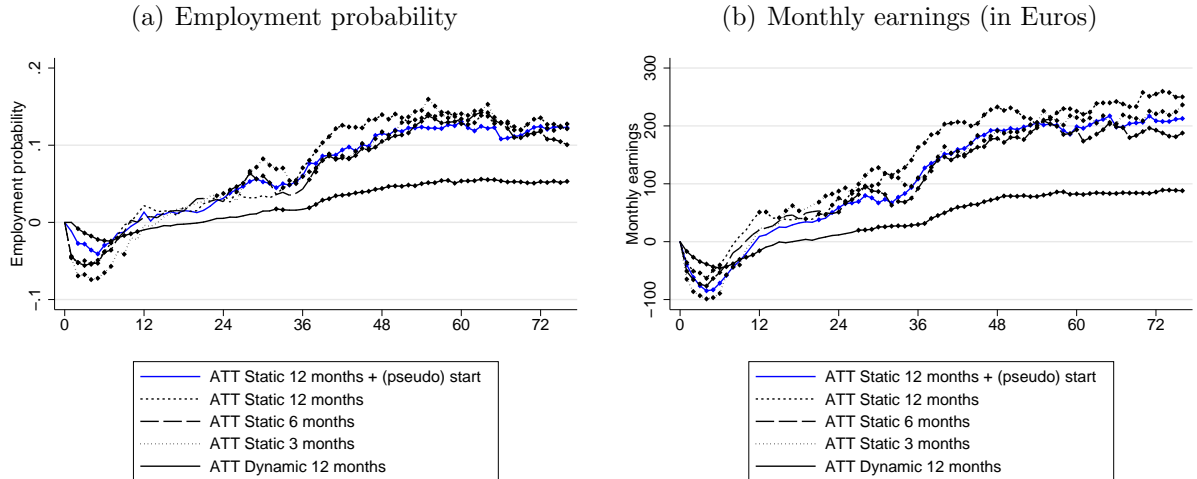 (a) Employment probability
Employment probability
.2
.1
0
-.1
0 12 24 36 48 60 72
ATT Static 12 months + (pseudo) start
ATT Static 12 months
ATT Static 6 months
ATT Static 3 months
ATT Dynamic 12 months
(b) Monthly earnings (in Euros)
Monthly earnings
300
200
100
0
-100
0 12 24 36 48 60 72
ATT Static 12 months + (pseudo) start
ATT Static 12 months
ATT Static 6 months
ATT Static 3 months
ATT Dynamic 12 months